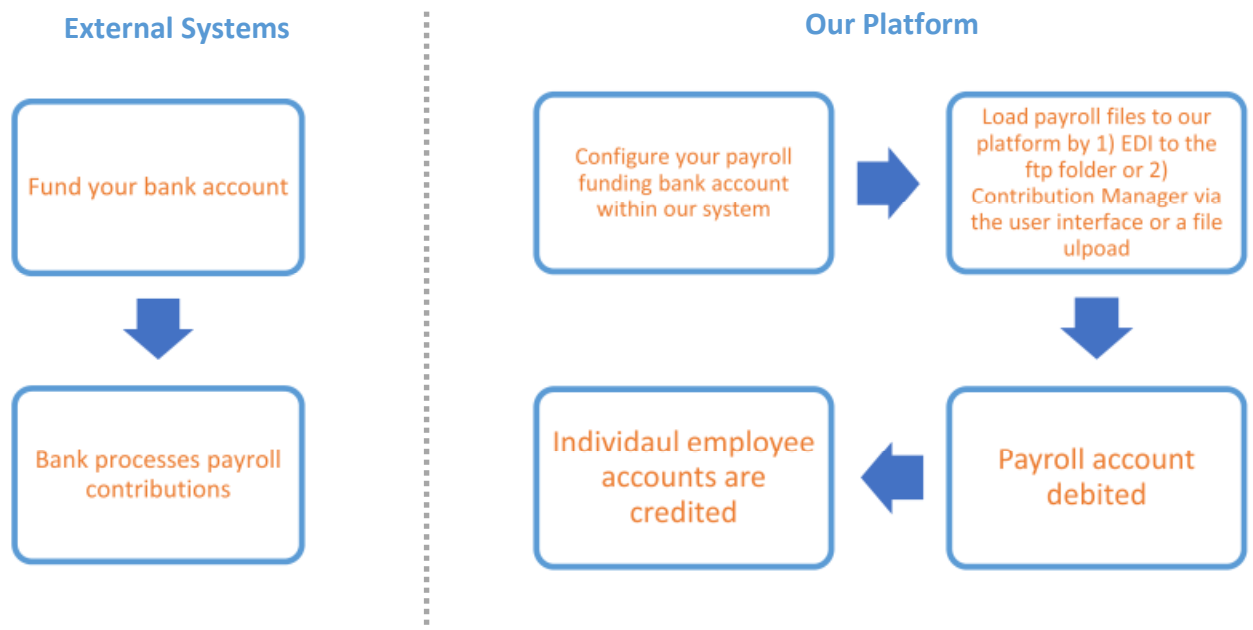 External Systems
Our Platform
Fund your bank account
Bank processes payroll
contributions
Configure your payroll
funding bank account
within our system
Load payroll files to our
platform by 1) EDI to the
ftp folder or 2)
Contribution Manager via
the user interface or a file
ulpoad
Individaul employee
accounts are
credited
Payroll account
debited